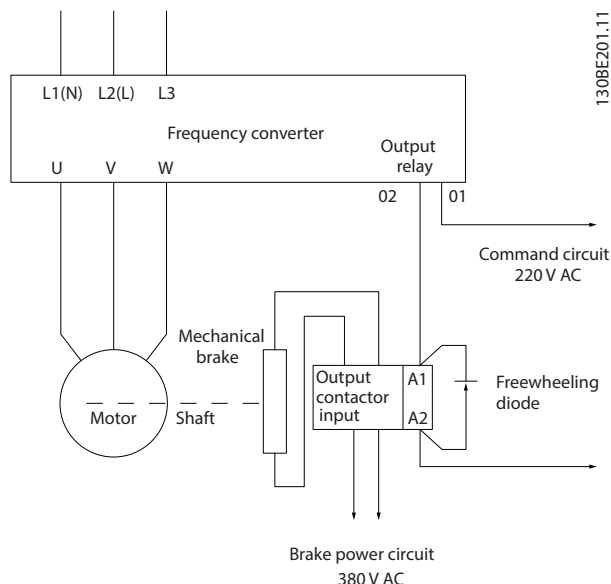 130BE201.11
L1(N) L2(L) L3
Frequency converter
Output
relay
U V W
02 01
Command circuit
220 V AC
Mechanical
brake
Output
contactor
input
A1
A2
Freewheeling
diode
Motor Shaft
Brake power circuit
380 V AC